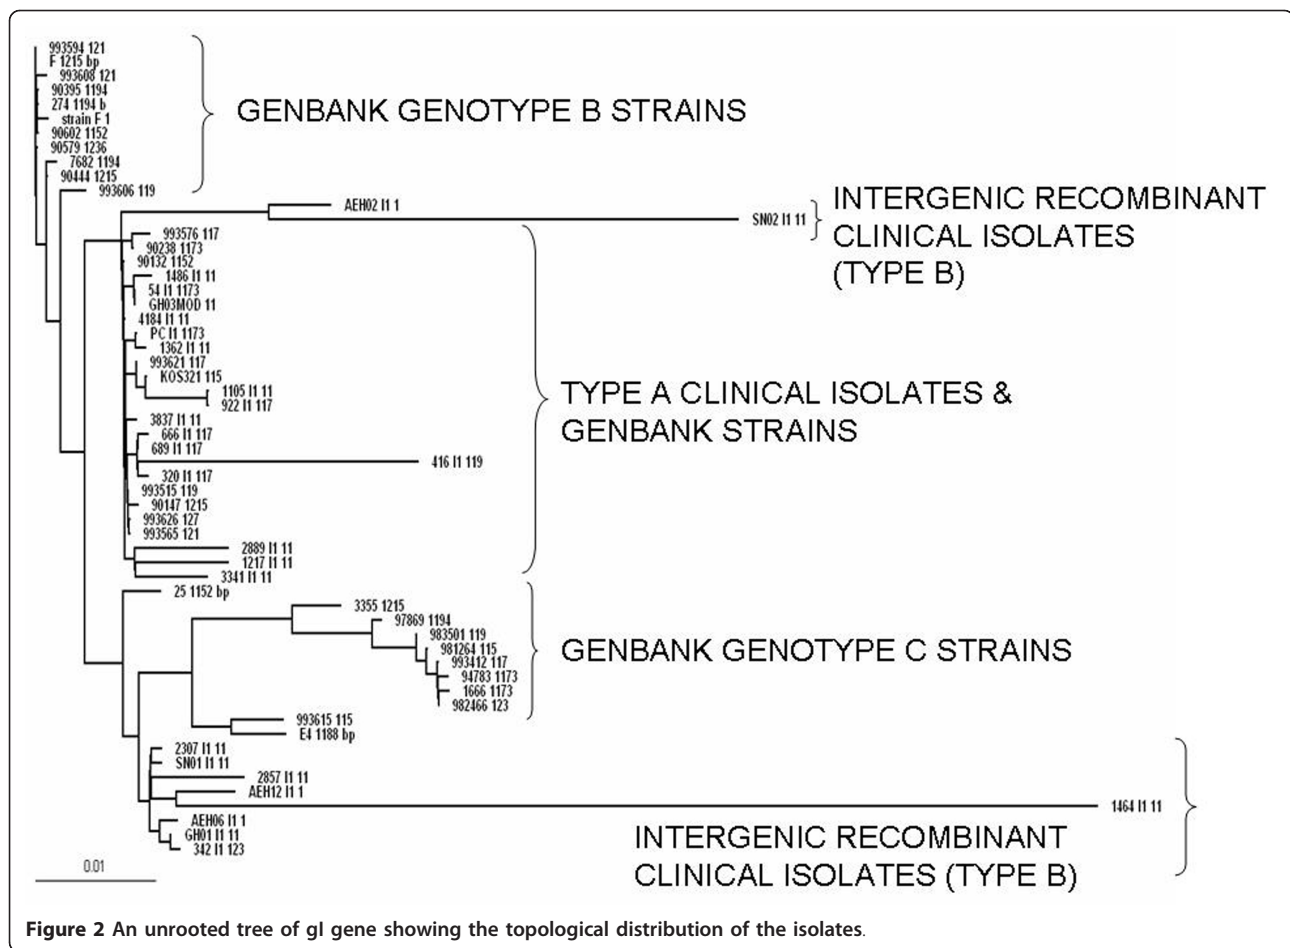 993594 121
F 1215 bp
993608 121
90395 1194
274 1194 b
strain F 1
90602 1152
90579 1236
7682 1194
90444 1215
993606 119
GENBANK GENOTYPE B STRAINS
AEH02 I1 1
SN02 I1 11
INTERGENIC RECOMBINANT
CLINICAL ISOLATES
(TYPE B)
993576 117
90238 1173
90132 1152
1486 I1 11
54 I1 1173
GH03MOD 11
4184 I1 11
PC I1 1173
1362 I1 11
993621 117
KOS321 115
1105 I1 11
922 I1 117
3837 I1 11
666 I1 117
689 I1 117
416 I1 119
320 I1 117
993515 119
90147 1215
993626 127
993565 121
2889 I1 11
1217 I1 11
3341 I1 11
TYPE A CLINICAL ISOLATES &
GENBANK STRAINS
25 1152 bp
3355 1215
97869 1194
983501 119
981264 115
993412 117
94783 1173
1666 1173
982466 123
GENBANK GENOTYPE C STRAINS
993615 115
E4 1188 bp
2307 I1 11
SN01 I1 11
2857 I1 11
AEH12 I1 1
1464 I1 11
AEH06 I1 1
GH01 I1 11
342 I1 123
INTERGENIC RECOMBINANT
CLINICAL ISOLATES (TYPE B)
0.01
Figure 2 An unrooted tree of gI gene showing the topological distribution of the isolates.